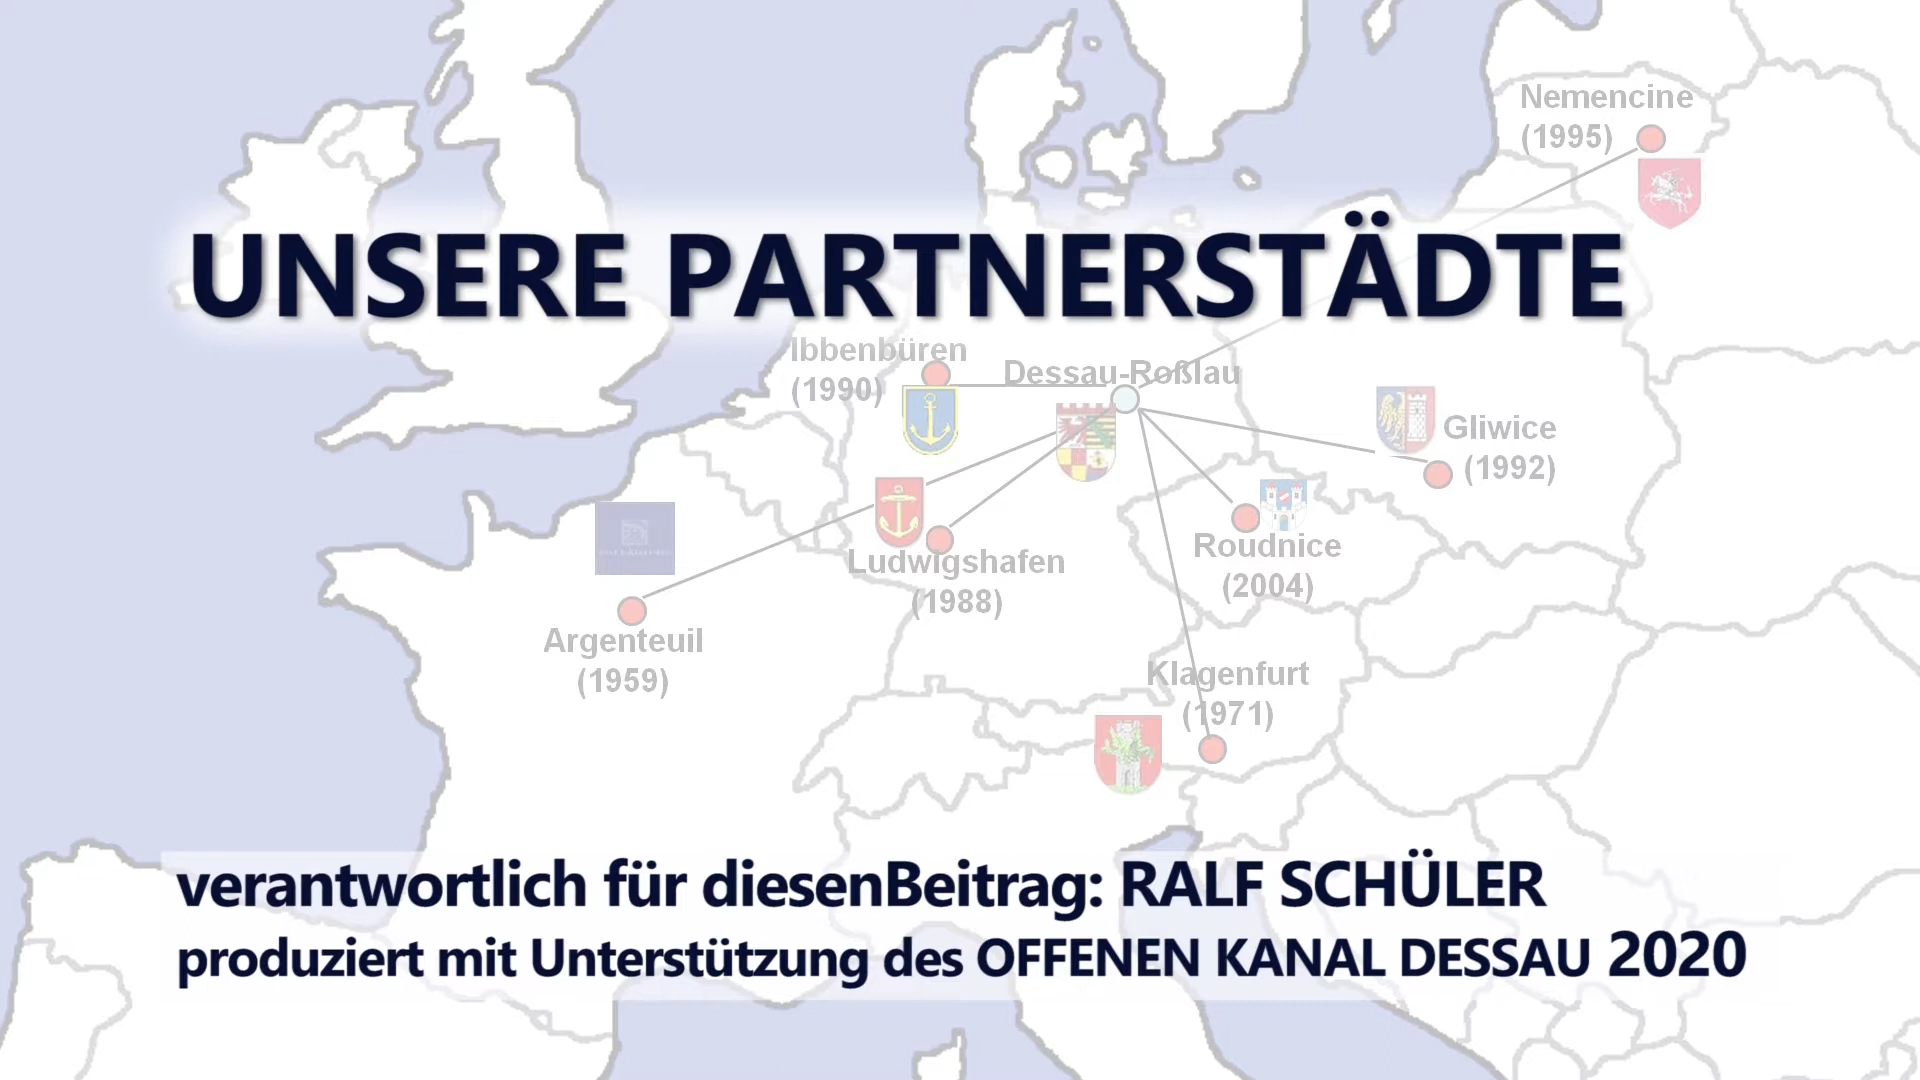 Nemencine
(1995)
UNSERE PARTNERSTÄDTE
Ibbenbüren
(1990)
Dessau-Roßlau
Gliwice
(1992)
Ludwigshafen
(1988)
Roudnice
(2004)
Argenteuil
(1959)
Klagenfurt
(1971)
verantwortlich für diesenBeitrag: RALF SCHÜLER
produziert mit Unterstützung des OFFENEN KANAL DESSAU 2020